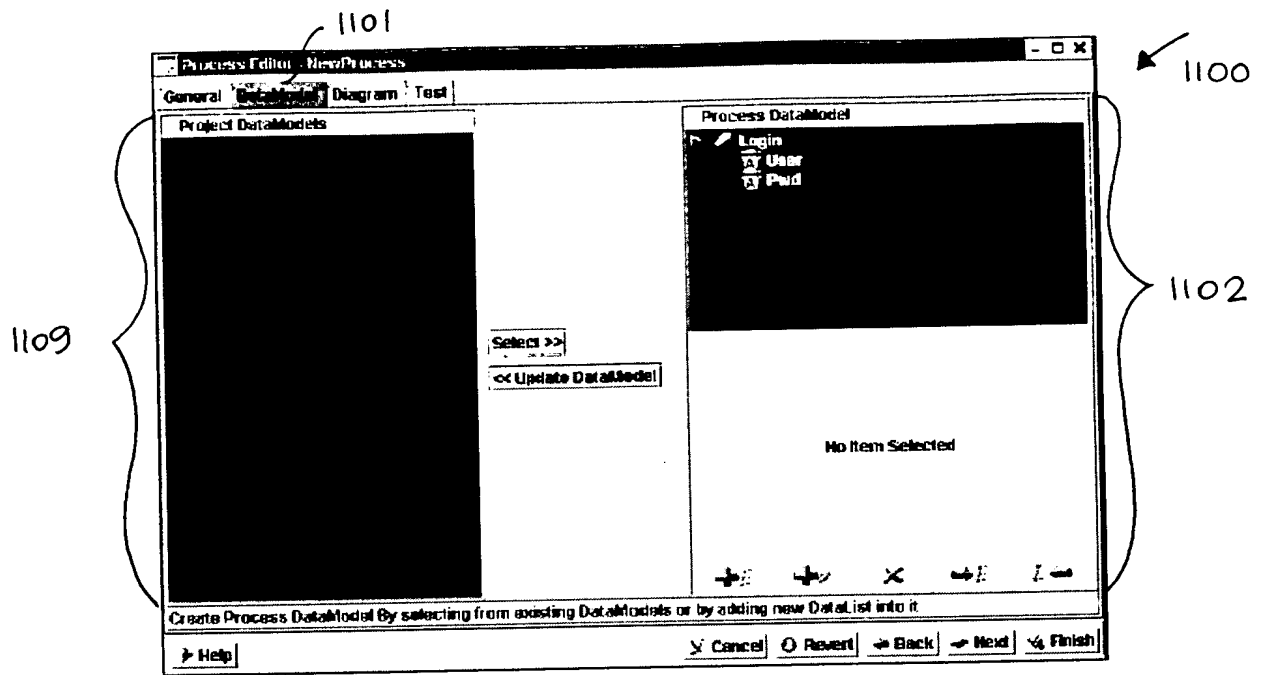 1101
Process Editor - NewProcess
1100
General DataModel Diagram Test
Project DataModels
Process DataModel
Login
User
Pwd
1102
1109
Select >>
<< Update DataModel
No Item Selected
Create Process DataModel By selecting from existing DataModels or by adding new DataList into it
Help
Cancel Revert Back Next Finish